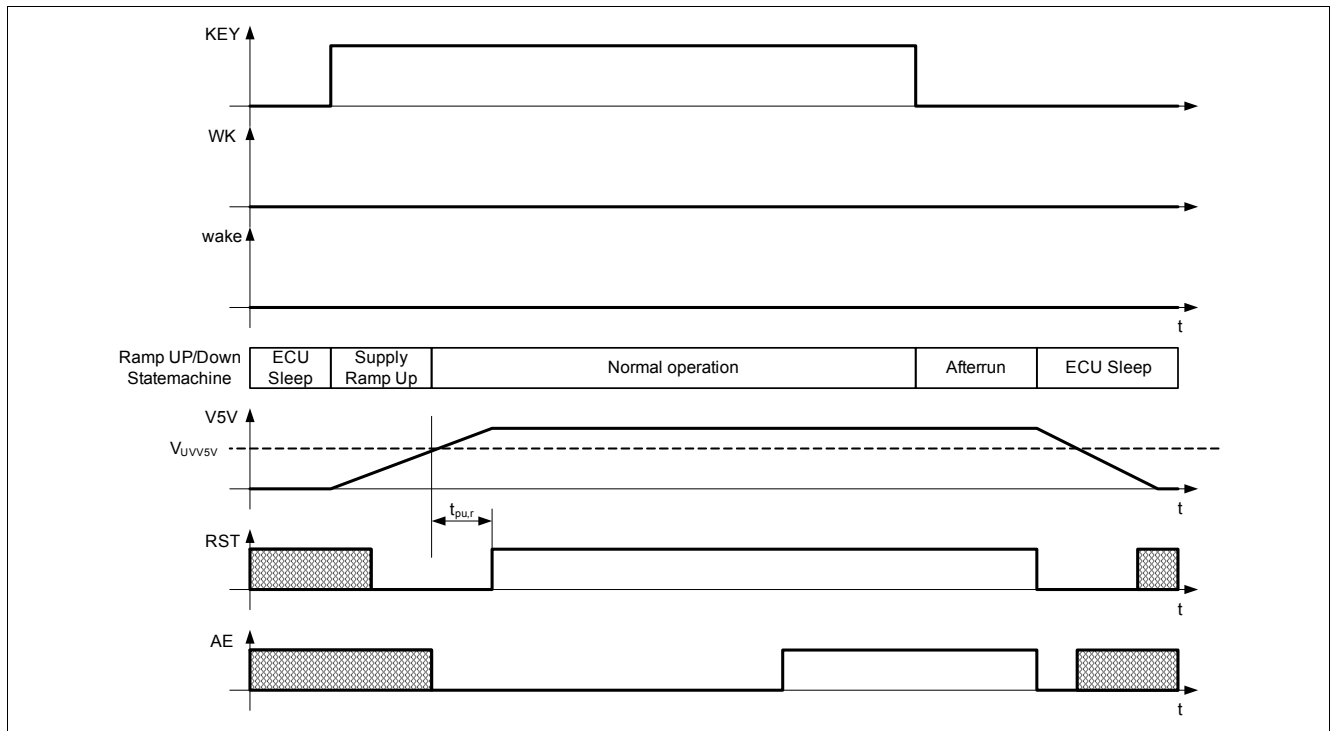 KEY
WK
wake
t
Ramp UP/Down
Statemachine
ECU
Sleep
Supply
Ramp Up
Normal operation
Afterrun
ECU Sleep
V5V
VUVV5V
t
tpu,r
RST
t
AE
t